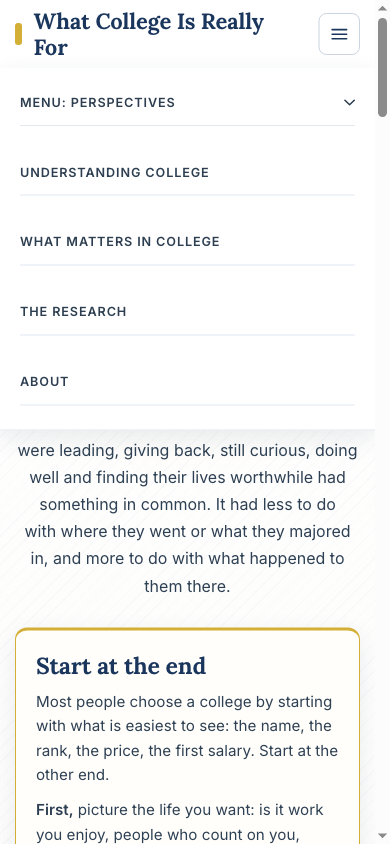 What College Is Really
For
MENU: PERSPECTIVES
UNDERSTANDING COLLEGE
WHAT MATTERS IN COLLEGE
THE RESEARCH
ABOUT
were leading, giving back, still curious, doing
well and finding their lives worthwhile had
something in common. It had less to do
with where they went or what they majored
in, and more to do with what happened to
them there.
Start at the end
Most people choose a college by starting
with what is easiest to see: the name, the
rank, the price, the first salary. Start at the
other end.
First, picture the life you want: is it work
you enjoy, people who count on you,